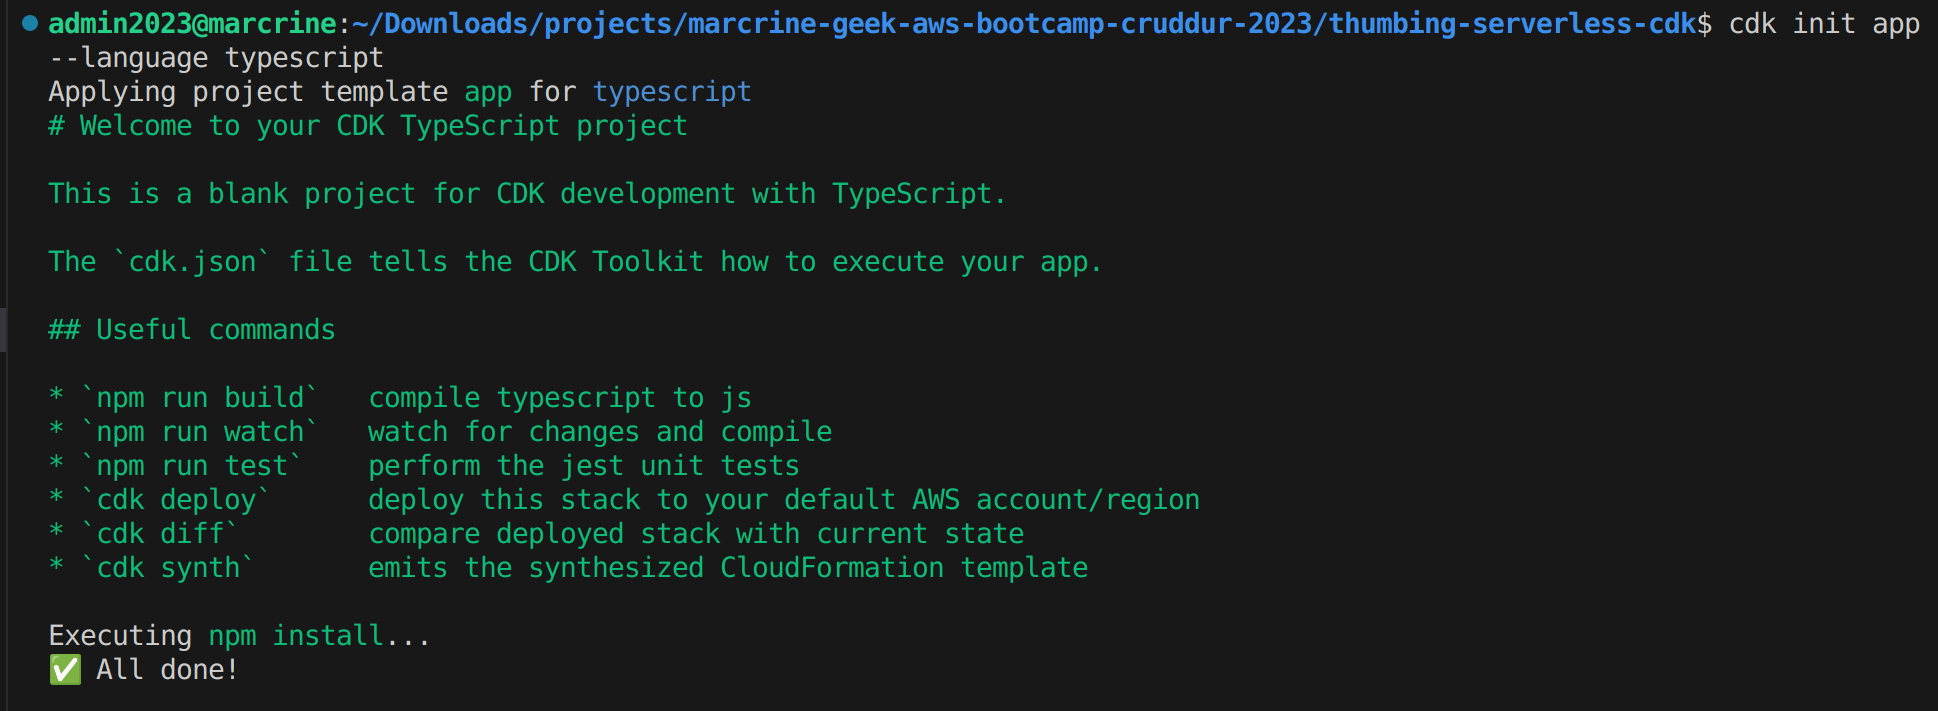 admin2023@marcrine:~/Downloads/projects/marcrine-geek-aws-bootcamp-cruddur-2023/thumbing-serverless-cdk$ cdk init app
--language typescript
Applying project template app for typescript
# Welcome to your CDK TypeScript project
This is a blank project for CDK development with TypeScript.
The `cdk.json` file tells the CDK Toolkit how to execute your app.
## Useful commands
* `npm run build`   compile typescript to js
* `npm run watch`   watch for changes and compile
* `npm run test`    perform the jest unit tests
* `cdk deploy`      deploy this stack to your default AWS account/region
* `cdk diff`        compare deployed stack with current state
* `cdk synth`       emits the synthesized CloudFormation template
Executing npm install...
✅ All done!